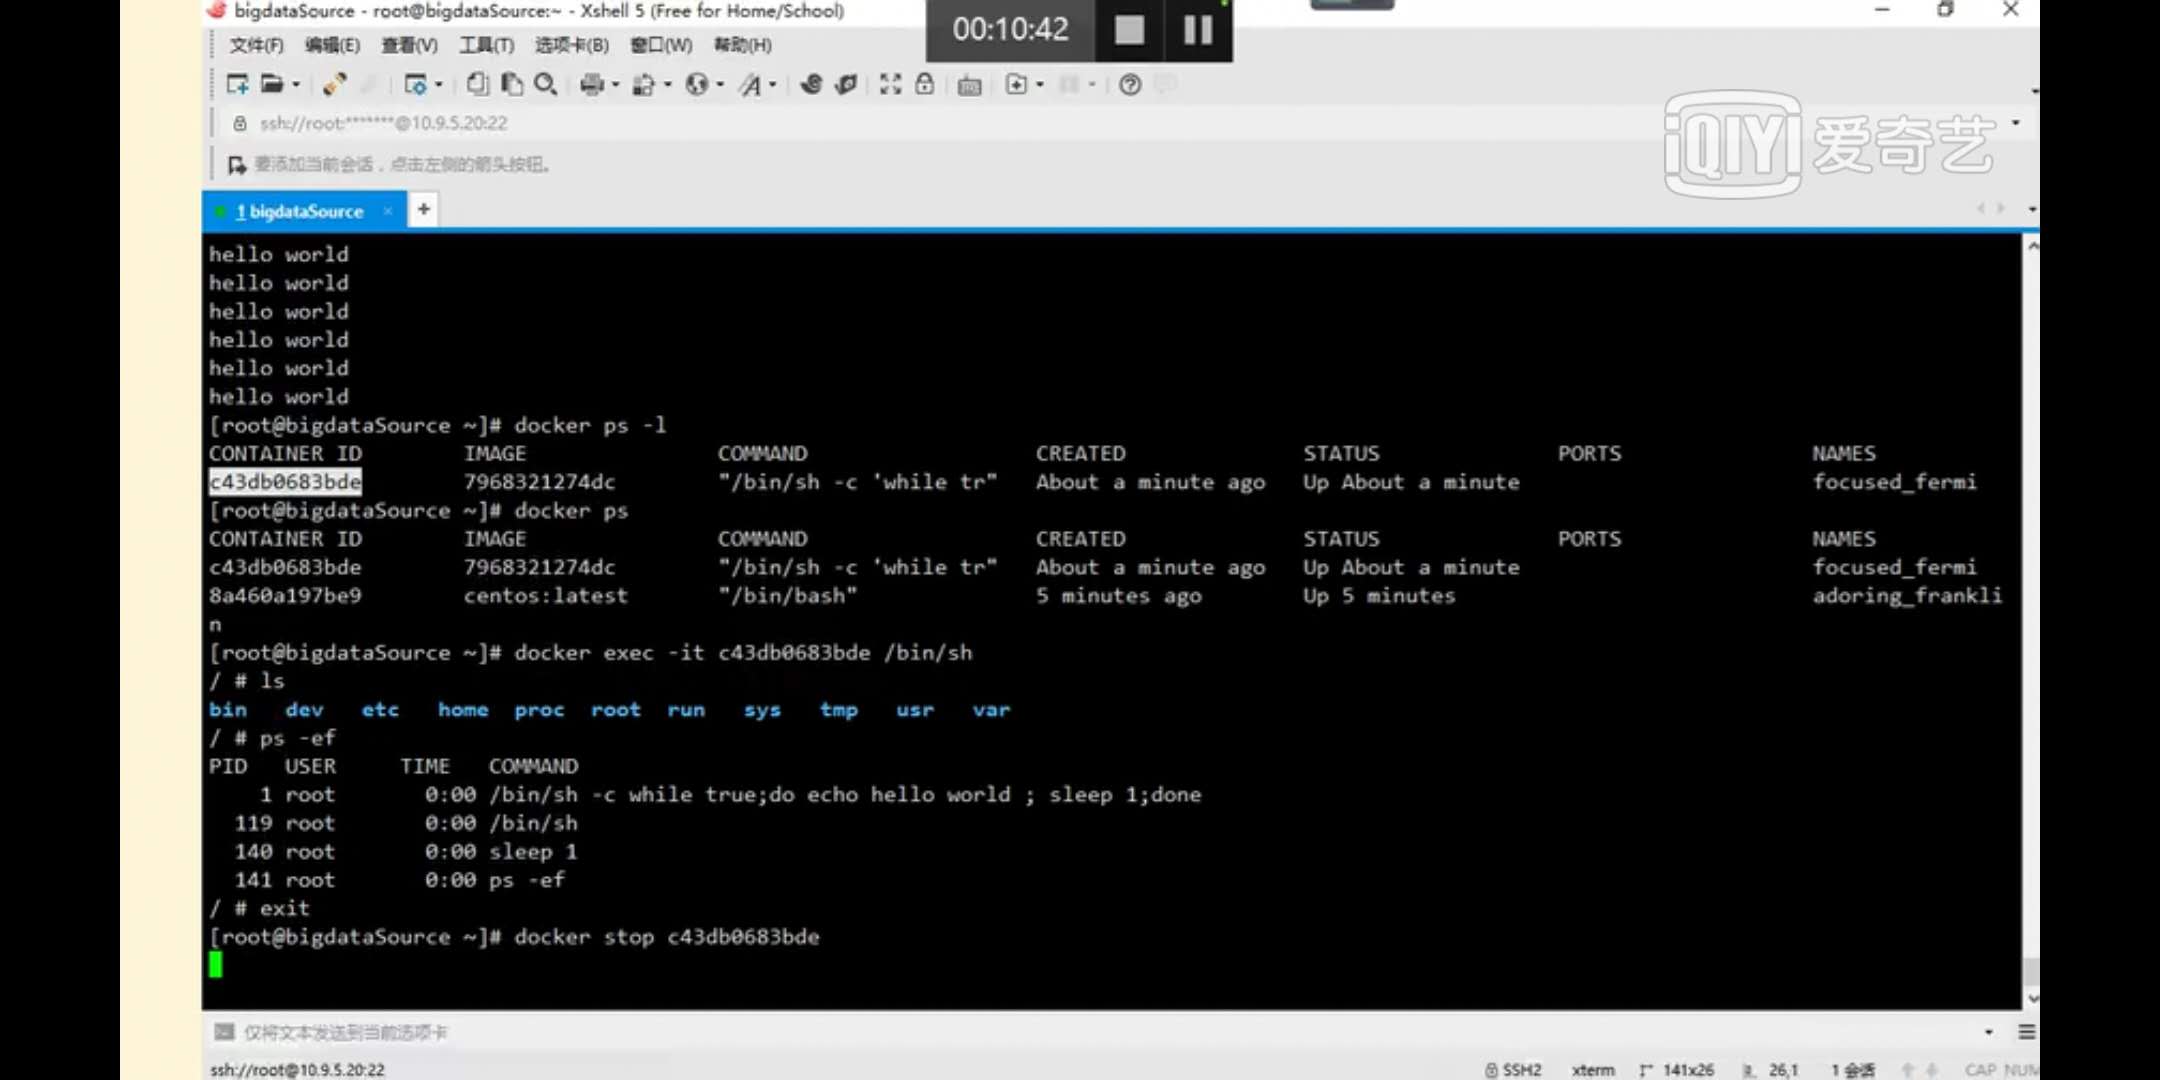 bigdataSource - root@bigdataSource:~ - Xshell 5 (Free for Home/School)
00:10:42
文件(F) 编辑(E) 查看(V) 工具(T) 选项卡(B) 窗口(W) 帮助(H)
ssh://root:*******@10.9.5.20:22
iQIYI 爱奇艺
要添加当前会话，点击左侧的箭头按钮。
1 bigdataSource
hello world
hello world
hello world
hello world
hello world
hello world
[root@bigdataSource ~]# docker ps -l
CONTAINER ID IMAGE COMMAND CREATED STATUS PORTS NAMES
c43db0683bde 7968321274dc "/bin/sh -c 'while tr" About a minute ago Up About a minute focused_fermi
[root@bigdataSource ~]# docker ps
CONTAINER ID IMAGE COMMAND CREATED STATUS PORTS NAMES
c43db0683bde 7968321274dc "/bin/sh -c 'while tr" About a minute ago Up About a minute focused_fermi
8a460a197be9 centos:latest "/bin/bash" 5 minutes ago Up 5 minutes adoring_frankli
n
[root@bigdataSource ~]# docker exec -it c43db0683bde /bin/sh
/ # ls
bin dev etc home proc root run sys tmp usr var
/ # ps -ef
PID USER TIME COMMAND
1 root 0:00 /bin/sh -c while true;do echo hello world ; sleep 1;done
119 root 0:00 /bin/sh
140 root 0:00 sleep 1
141 root 0:00 ps -ef
/ # exit
[root@bigdataSource ~]# docker stop c43db0683bde
仅将文本发送到当前选项卡
ssh://root@10.9.5.20:22 SSH2 xterm 141x26 26,1 1 会话 CAP NUM